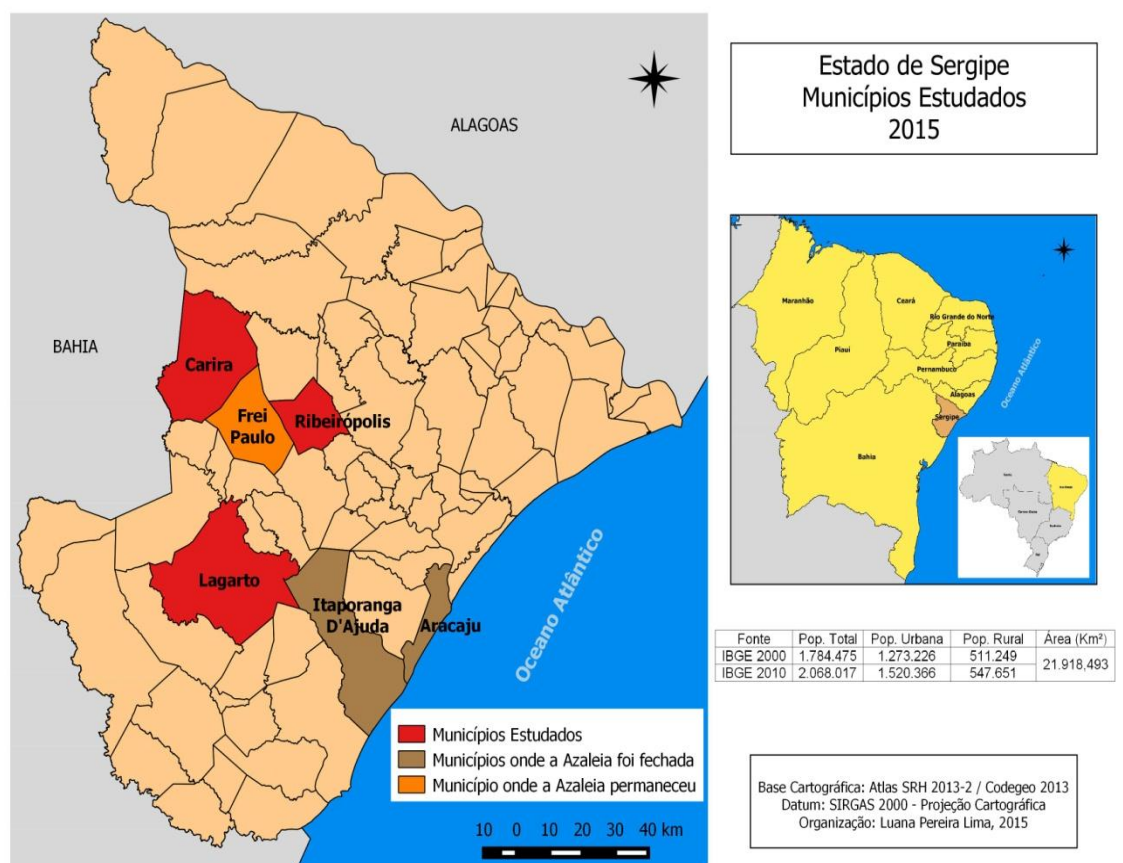 ALAGOAS
BAHIA
Carira
Frei
Paulo
Ribeirópolis
Lagarto
Itaporanga
D'Ajuda
Aracaju
Oceano Atlântico
Municípios Estudados
Municípios onde a Azaleia foi fechada
Município onde a Azaleia permaneceu
10 0 10 20 30 40 km
Estado de Sergipe
Municípios Estudados
2015
Maranhão
Ceará
Rio Grande do Norte
Piauí
Paraíba
Pernambuco
Alagoas
Sergipe
Bahia
Oceano Atlântico
Fonte Pop. Total Pop. Urbana Pop. Rural Área (Km²)
IBGE 2000 1.784.475 1.273.226 511.249 21.918,493
IBGE 2010 2.068.017 1.520.366 547.651
Base Cartográfica: Atlas SRH 2013-2 / Codegeo 2013
Datum: SIRGAS 2000 - Projeção Cartográfica
Organização: Luana Pereira Lima, 2015